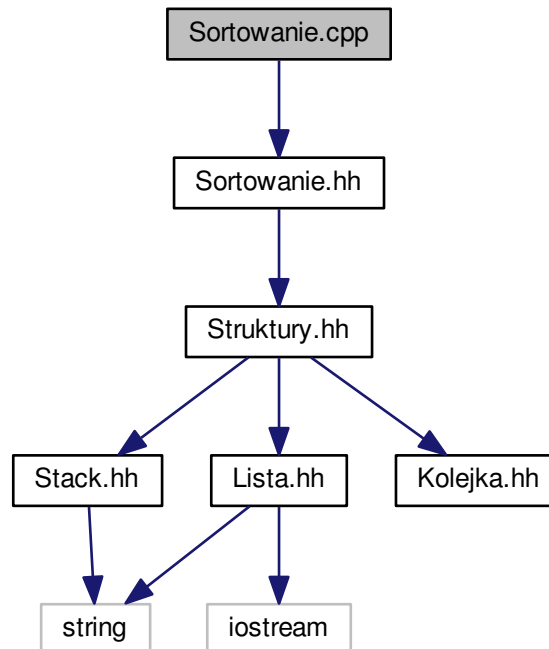 Sortowanie.cpp
Sortowanie.hh
Struktury.hh
Stack.hh
Lista.hh
Kolejka.hh
string
iostream